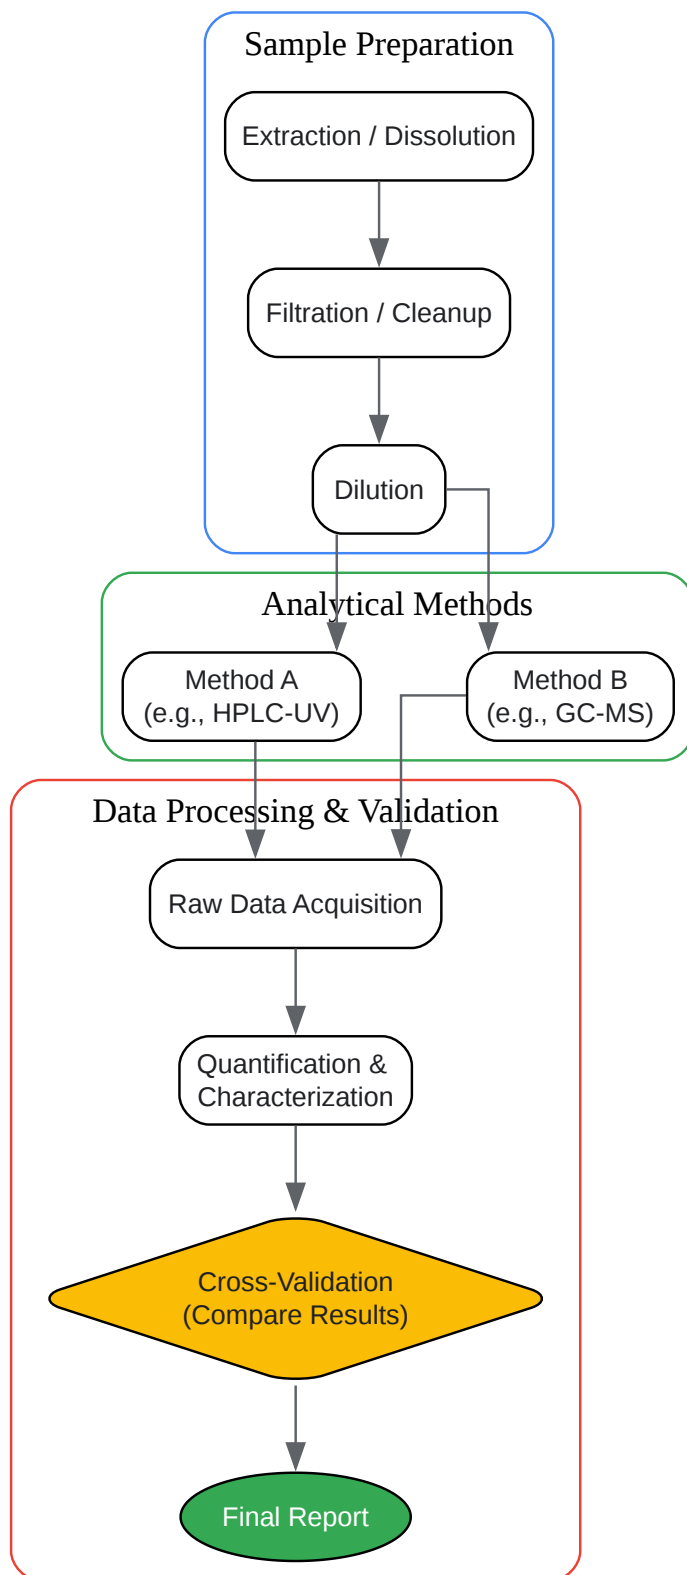 Sample Preparation
Extraction / Dissolution
Filtration / Cleanup
Dilution
Analytical Methods
Method A
(e.g., HPLC-UV)
Method B
(e.g., GC-MS)
Data Processing & Validation
Raw Data Acquisition
Quantification &
Characterization
Cross-Validation
(Compare Results)
Final Report